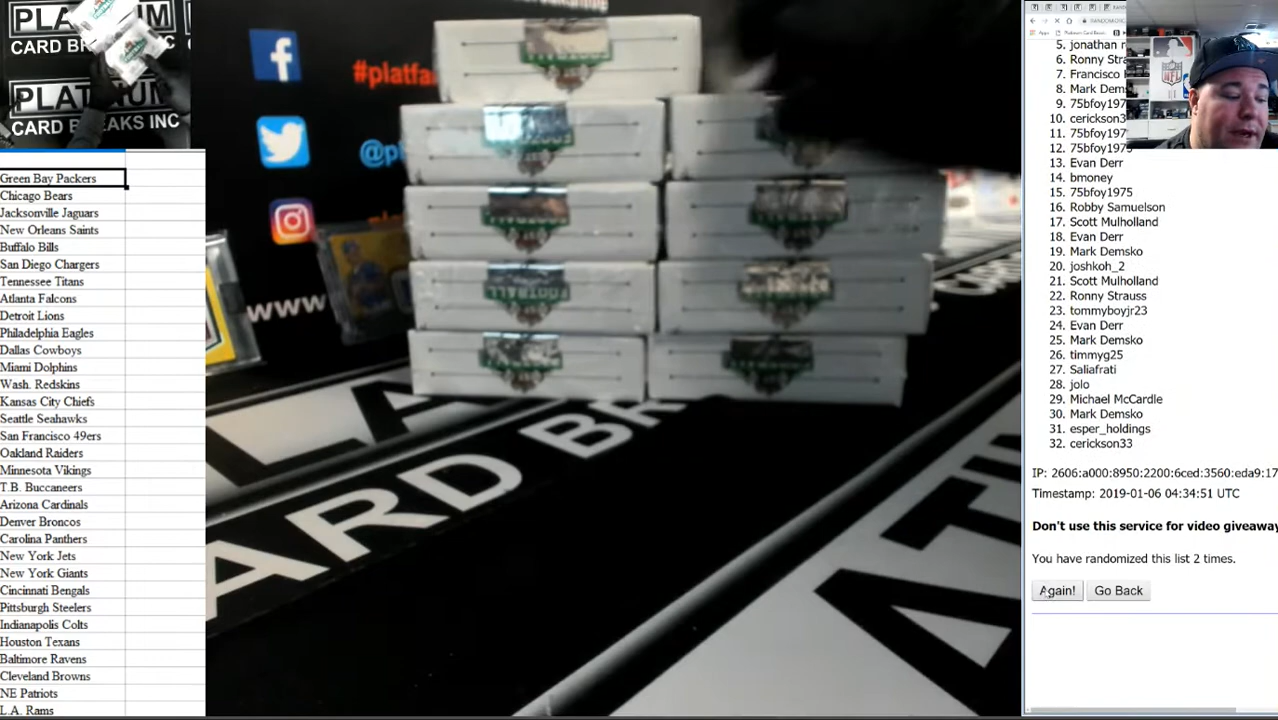 PLATINUM
CARD BREAKS INC
PLATINUM
CARD BREAKS INC
Green Bay Packers
Chicago Bears
Jacksonville Jaguars
New Orleans Saints
Buffalo Bills
San Diego Chargers
Tennessee Titans
Atlanta Falcons
Detroit Lions
Philadelphia Eagles
Dallas Cowboys
Miami Dolphins
Wash. Redskins
Kansas City Chiefs
Seattle Seahawks
San Francisco 49ers
Oakland Raiders
Minnesota Vikings
T.B. Buccaneers
Arizona Cardinals
Denver Broncos
Carolina Panthers
New York Jets
New York Giants
Cincinnati Bengals
Pittsburgh Steelers
Indianapolis Colts
Houston Texans
Baltimore Ravens
Cleveland Browns
NE Patriots
L.A. Rams
#platfa
@p
www
FOOTBALL
CARD BR
Apps
5. jonathan
6. Ronny Stra
7. Francisco
8. Mark Dems
9. 75bfoy197
10. cerickson3
11. 75bfoy197
12. 75bfoy197
13. Evan Derr
14. bmoney
15. 75bfoy1975
16. Robby Samuelson
17. Scott Mulholland
18. Evan Derr
19. Mark Demsko
20. joshkoh_2
21. Scott Mulholland
22. Ronny Strauss
23. tommyboyjr23
24. Evan Derr
25. Mark Demsko
26. timmyg25
27. Saliafrati
28. jolo
29. Michael McCardle
30. Mark Demsko
31. esper_holdings
32. cerickson33
IP: 2606:a000:8950:2200:6ced:3560:eda9:17
Timestamp: 2019-01-06 04:34:51 UTC
Don't use this service for video giveaway
You have randomized this list 2 times.
Again! Go Back
NFL